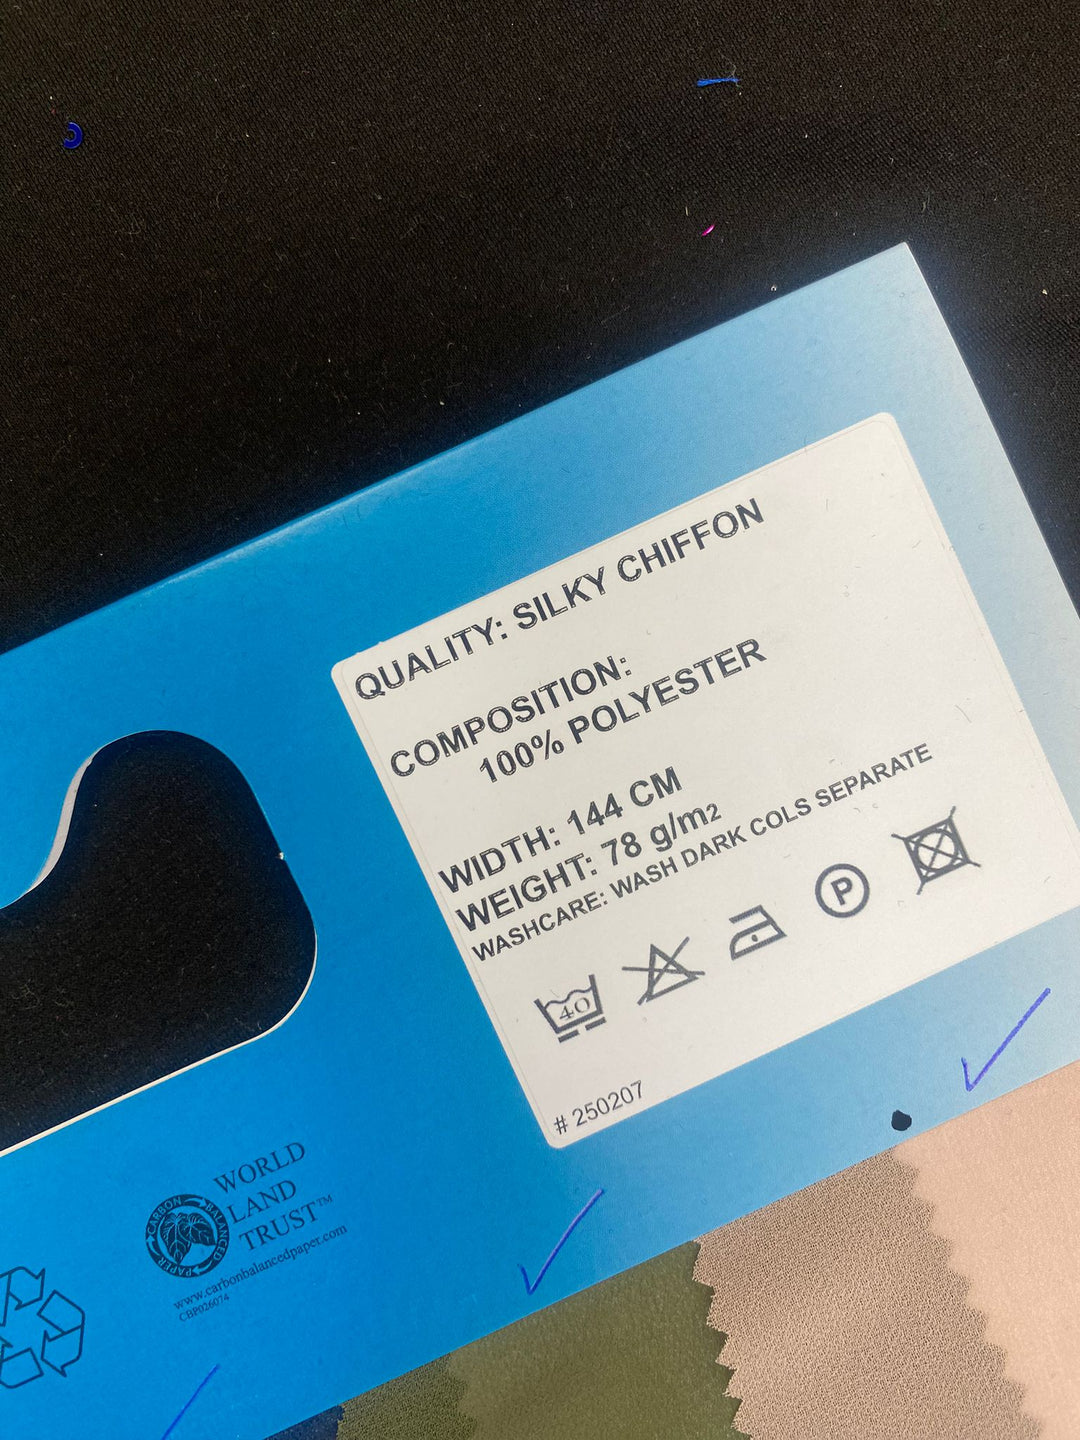 QUALITY: SILKY CHIFFON
COMPOSITION:
100% POLYESTER
WIDTH: 144 CM
WEIGHT: 78 g/m2
WASHCARE: WASH DARK COLS SEPARATE
40
P
# 250207
WORLD
LAND
TRUST™
CARBON BALANCED PAPER
www.carbonbalancedpaper.com
CBP026074